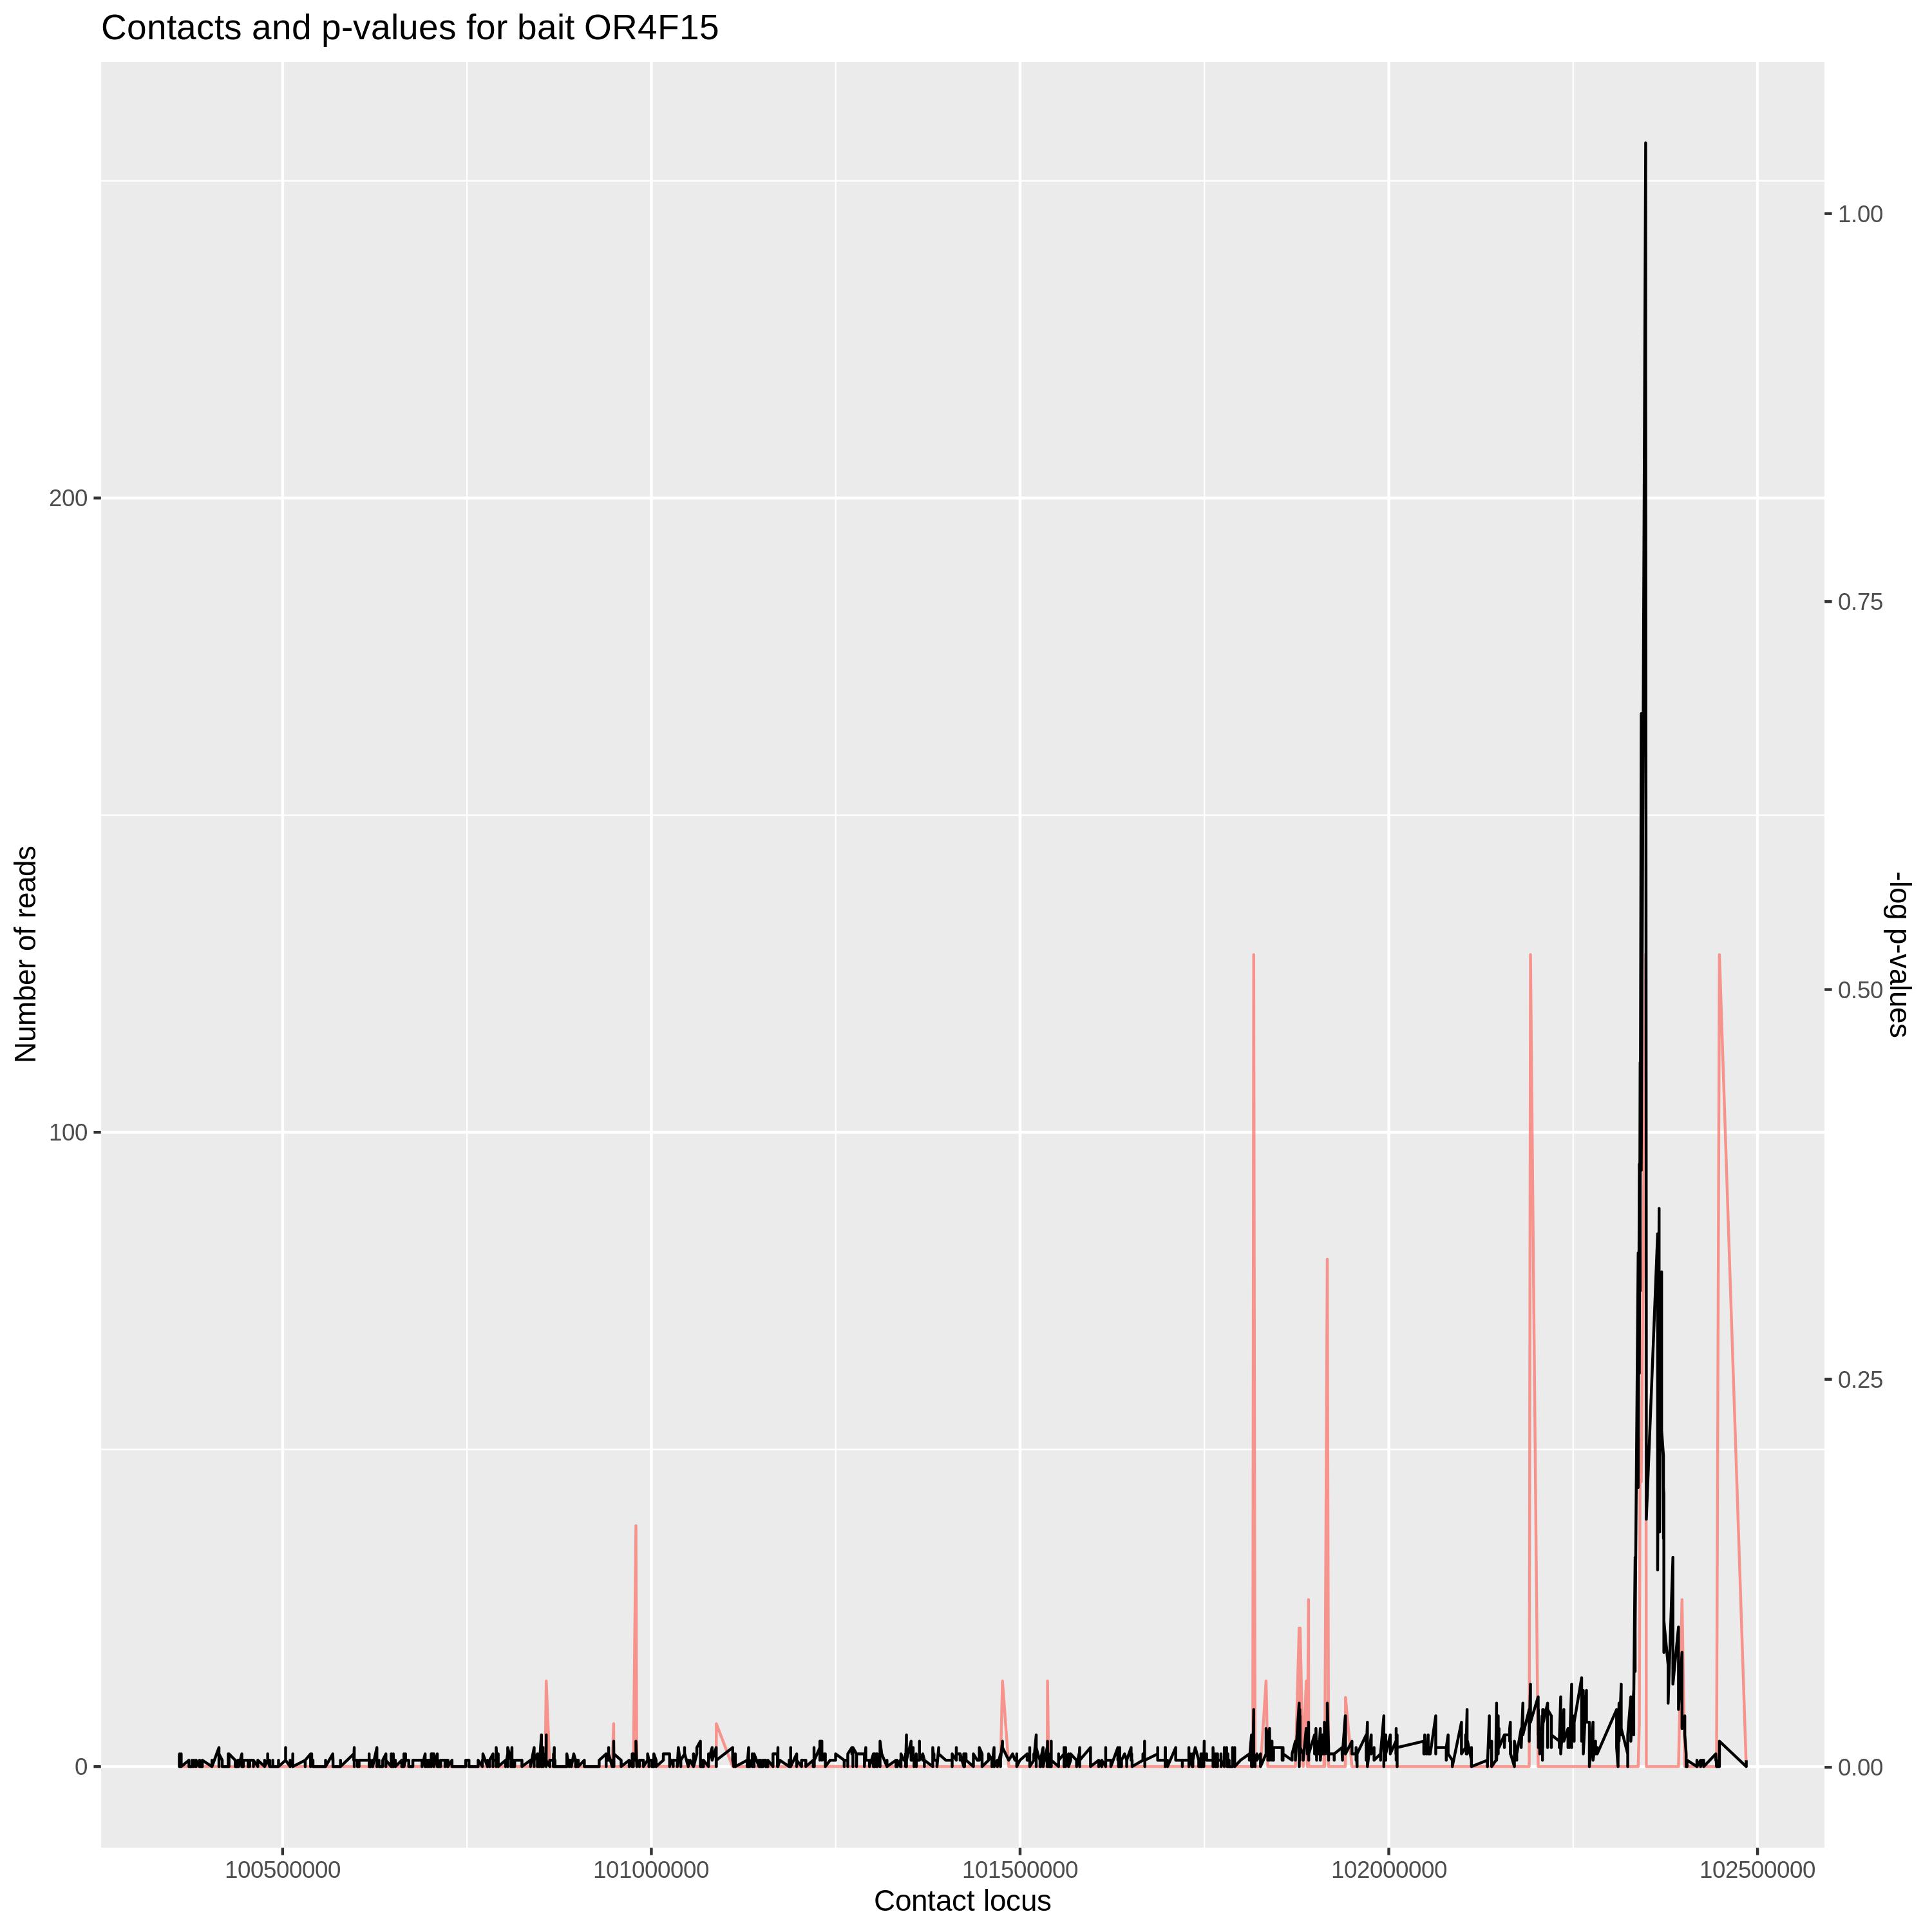 Contacts and p-values for bait OR4F15
Number of reads
200
100
0
1.00
0.75
0.50
0.25
0.00
-log p-values
100500000 101000000 101500000 102000000 102500000
Contact locus